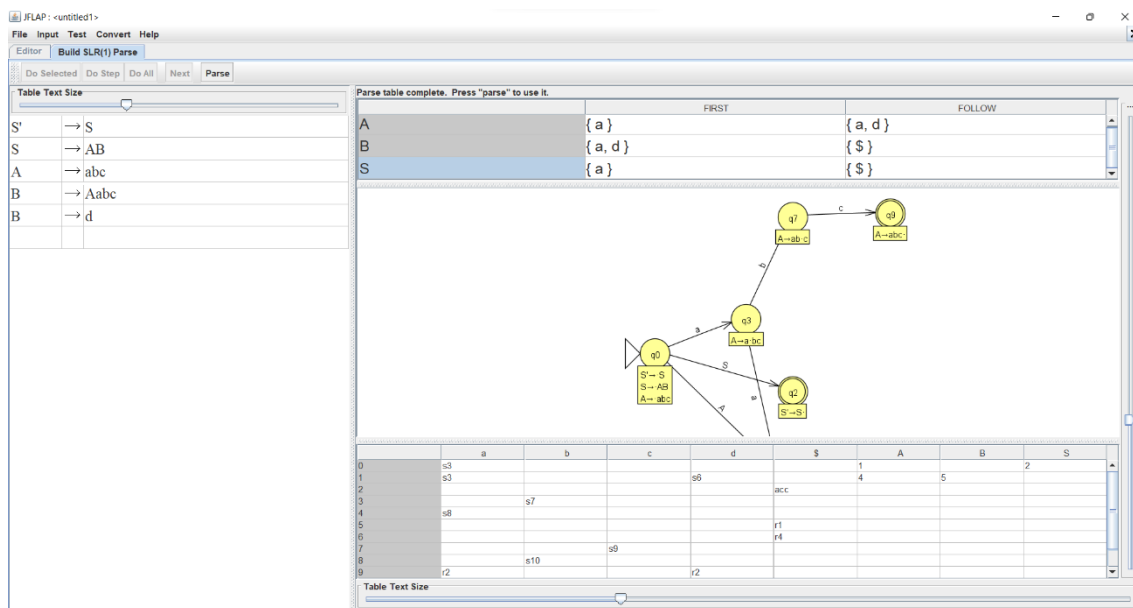 JFLAP : <untitled1>
File Input Test Convert Help
Editor Build SLR(1) Parse
Do Selected Do Step Do All Next Parse
Table Text Size
S' → S
S → AB
A → abc
B → Aabc
B → d
Parse table complete. Press "parse" to use it.
FIRST FOLLOW
A { a } { a, d }
B { a, d } { $ }
S { a } { $ }
q7 c q9
A→ab·c A→abc·
b
q3
a A→a·bc
q0
S
S'→·S
S→·AB
A→·abc
q2
A a
S'→S·
a b c d $ A B S
0 s3 1 2
1 s3 s6 4 5
2 acc
3 s7
4 s8
5 r1
6 r4
7 s9
8 s10
9 r2 r2
Table Text Size